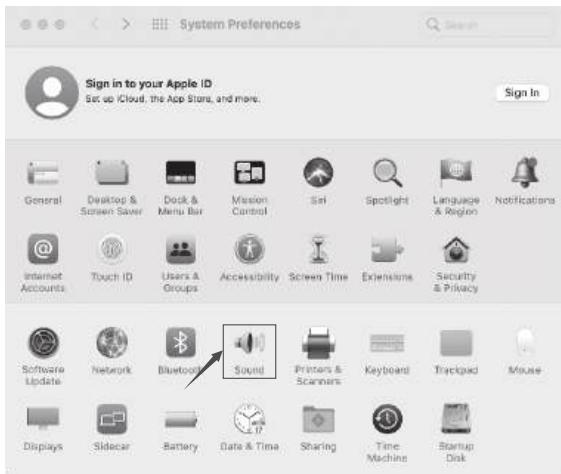 System Preferences
Search
Sign in to your Apple ID
Set up iCloud, the App Store, and more.
Sign In
General
Desktop &
Screen Saver
Dock &
Menu Bar
Mission
Control
Siri
Spotlight
Language
& Region
Notifications
Internet
Accounts
Touch ID
Users &
Groups
Accessibility
Screen Time
Extensions
Security
& Privacy
Software
Update
Network
Bluetooth
Sound
Printers &
Scanners
Keyboard
Trackpad
Mouse
Displays
Sidecar
Battery
Date & Time
Sharing
Time
Machine
Startup
Disk